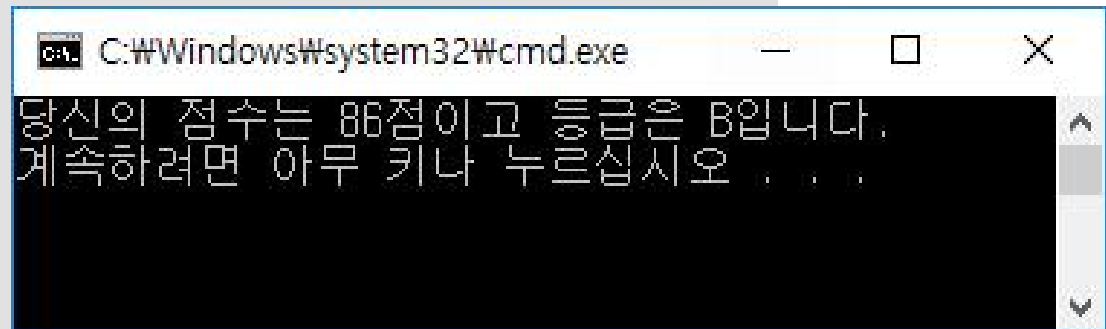 C:\Windows\system32\cmd.exe
당신의 점수는 86점이고 등급은 B입니다.
계속하려면 아무 키나 누르십시오 . . .